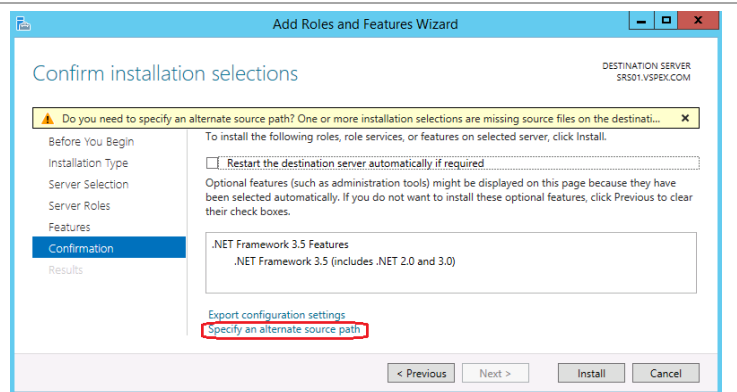 Add Roles and Features Wizard
Confirm installation selections
DESTINATION SERVER
SRS01.VSPEX.COM
Do you need to specify an alternate source path? One or more installation selections are missing source files on the destinati...
Before You Begin
Installation Type
Server Selection
Server Roles
Features
Confirmation
Results
To install the following roles, role services, or features on selected server, click Install.
Restart the destination server automatically if required
Optional features (such as administration tools) might be displayed on this page because they have
been selected automatically. If you do not want to install these optional features, click Previous to clear
their check boxes.
.NET Framework 3.5 Features
.NET Framework 3.5 (includes .NET 2.0 and 3.0)
Export configuration settings
Specify an alternate source path
< Previous
Next >
Install
Cancel